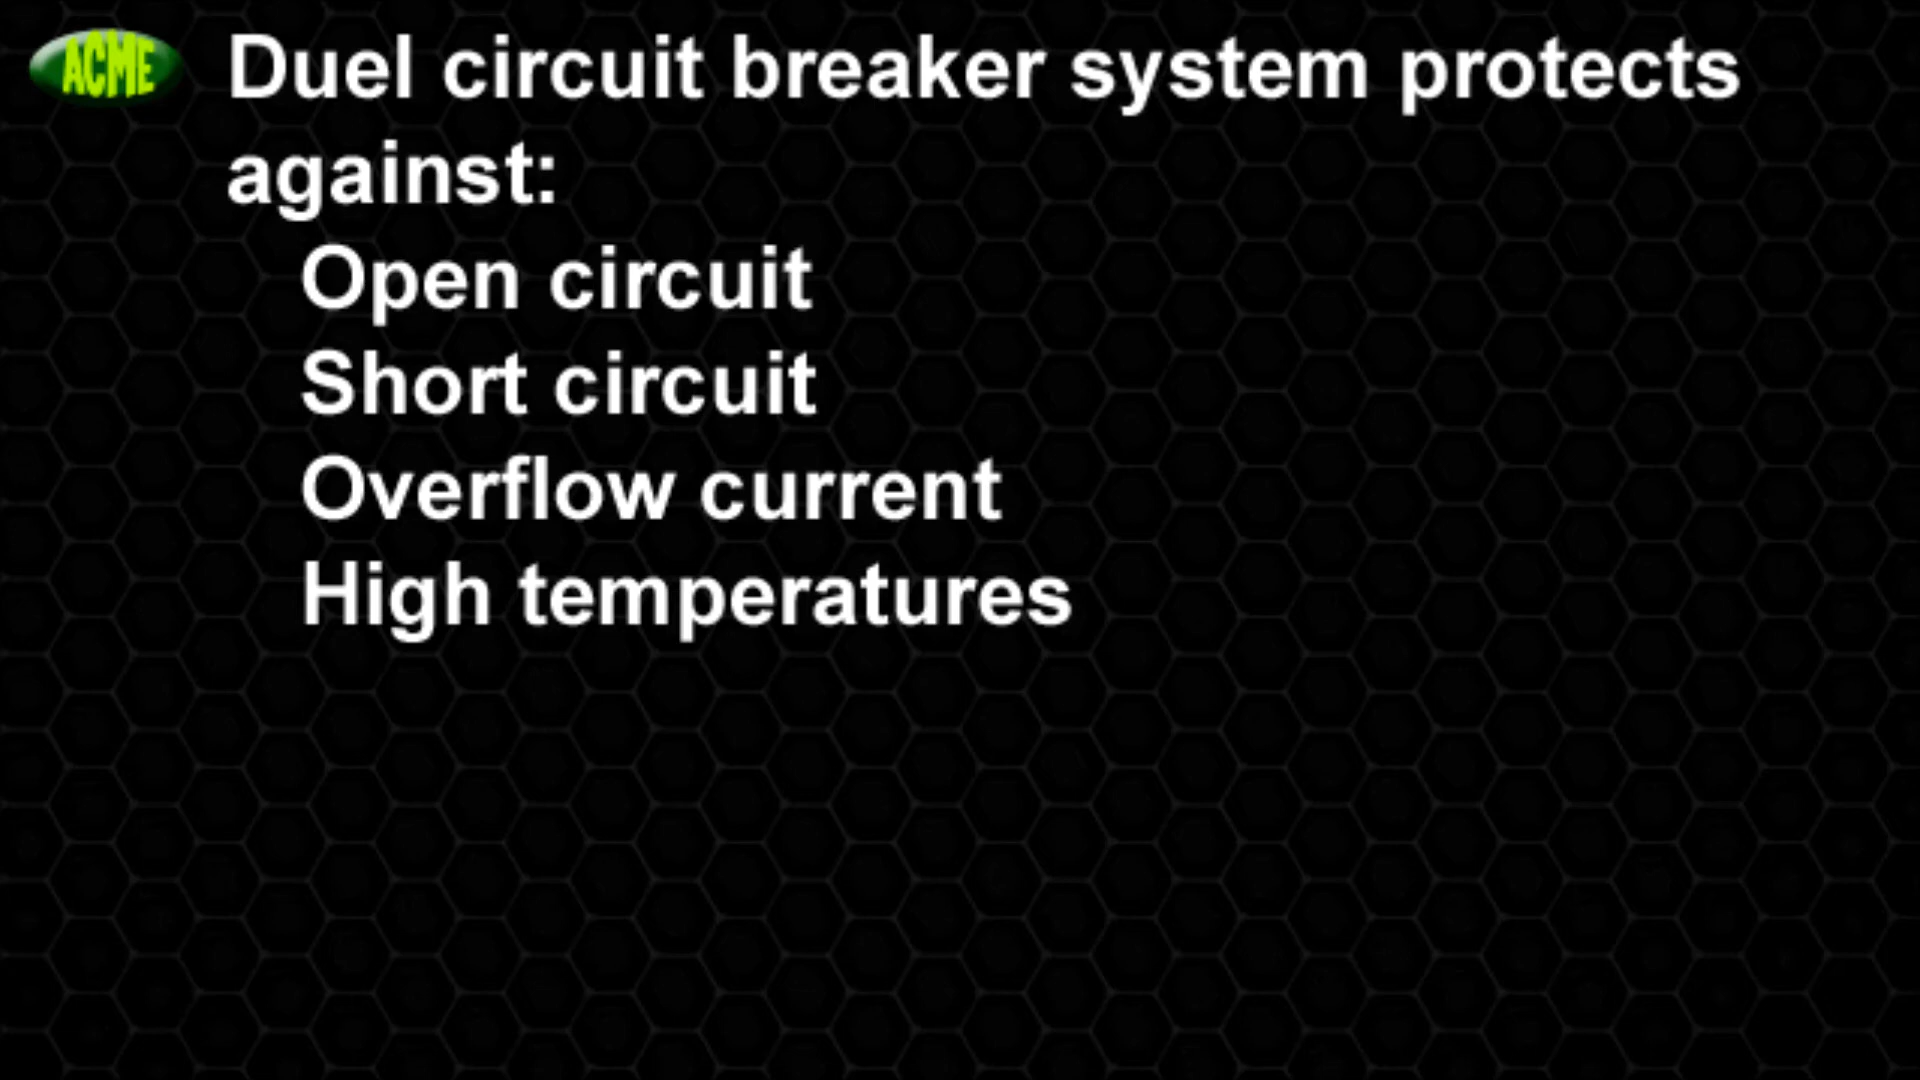 ACME
Duel circuit breaker system protects
against:
Open circuit
Short circuit
Overflow current
High temperatures